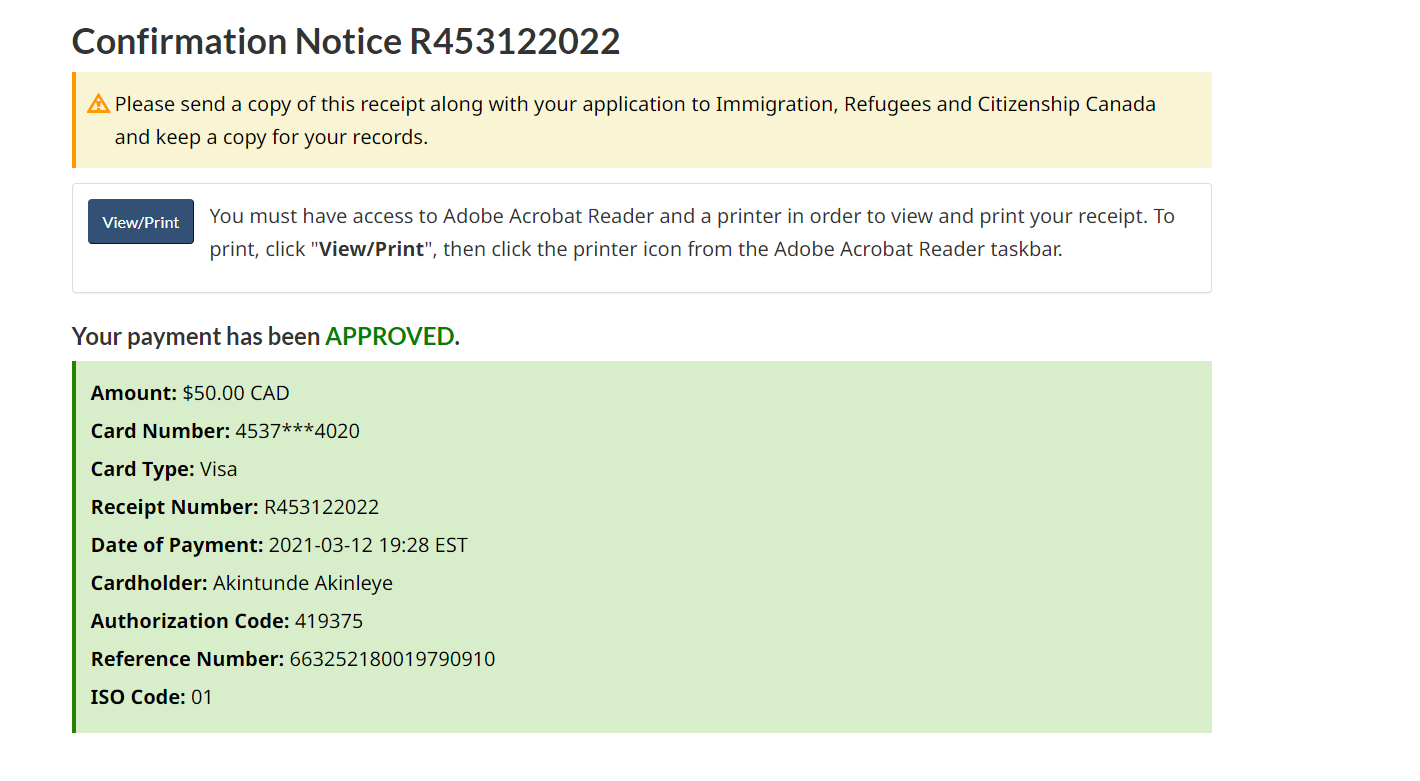 Confirmation Notice R453122022
Please send a copy of this receipt along with your application to Immigration, Refugees and Citizenship Canada
and keep a copy for your records.
View/Print
You must have access to Adobe Acrobat Reader and a printer in order to view and print your receipt. To
print, click "View/Print", then click the printer icon from the Adobe Acrobat Reader taskbar.
Your payment has been APPROVED.
Amount: $50.00 CAD
Card Number: 4537***4020
Card Type: Visa
Receipt Number: R453122022
Date of Payment: 2021-03-12 19:28 EST
Cardholder: Akintunde Akinleye
Authorization Code: 419375
Reference Number: 663252180019790910
ISO Code: 01